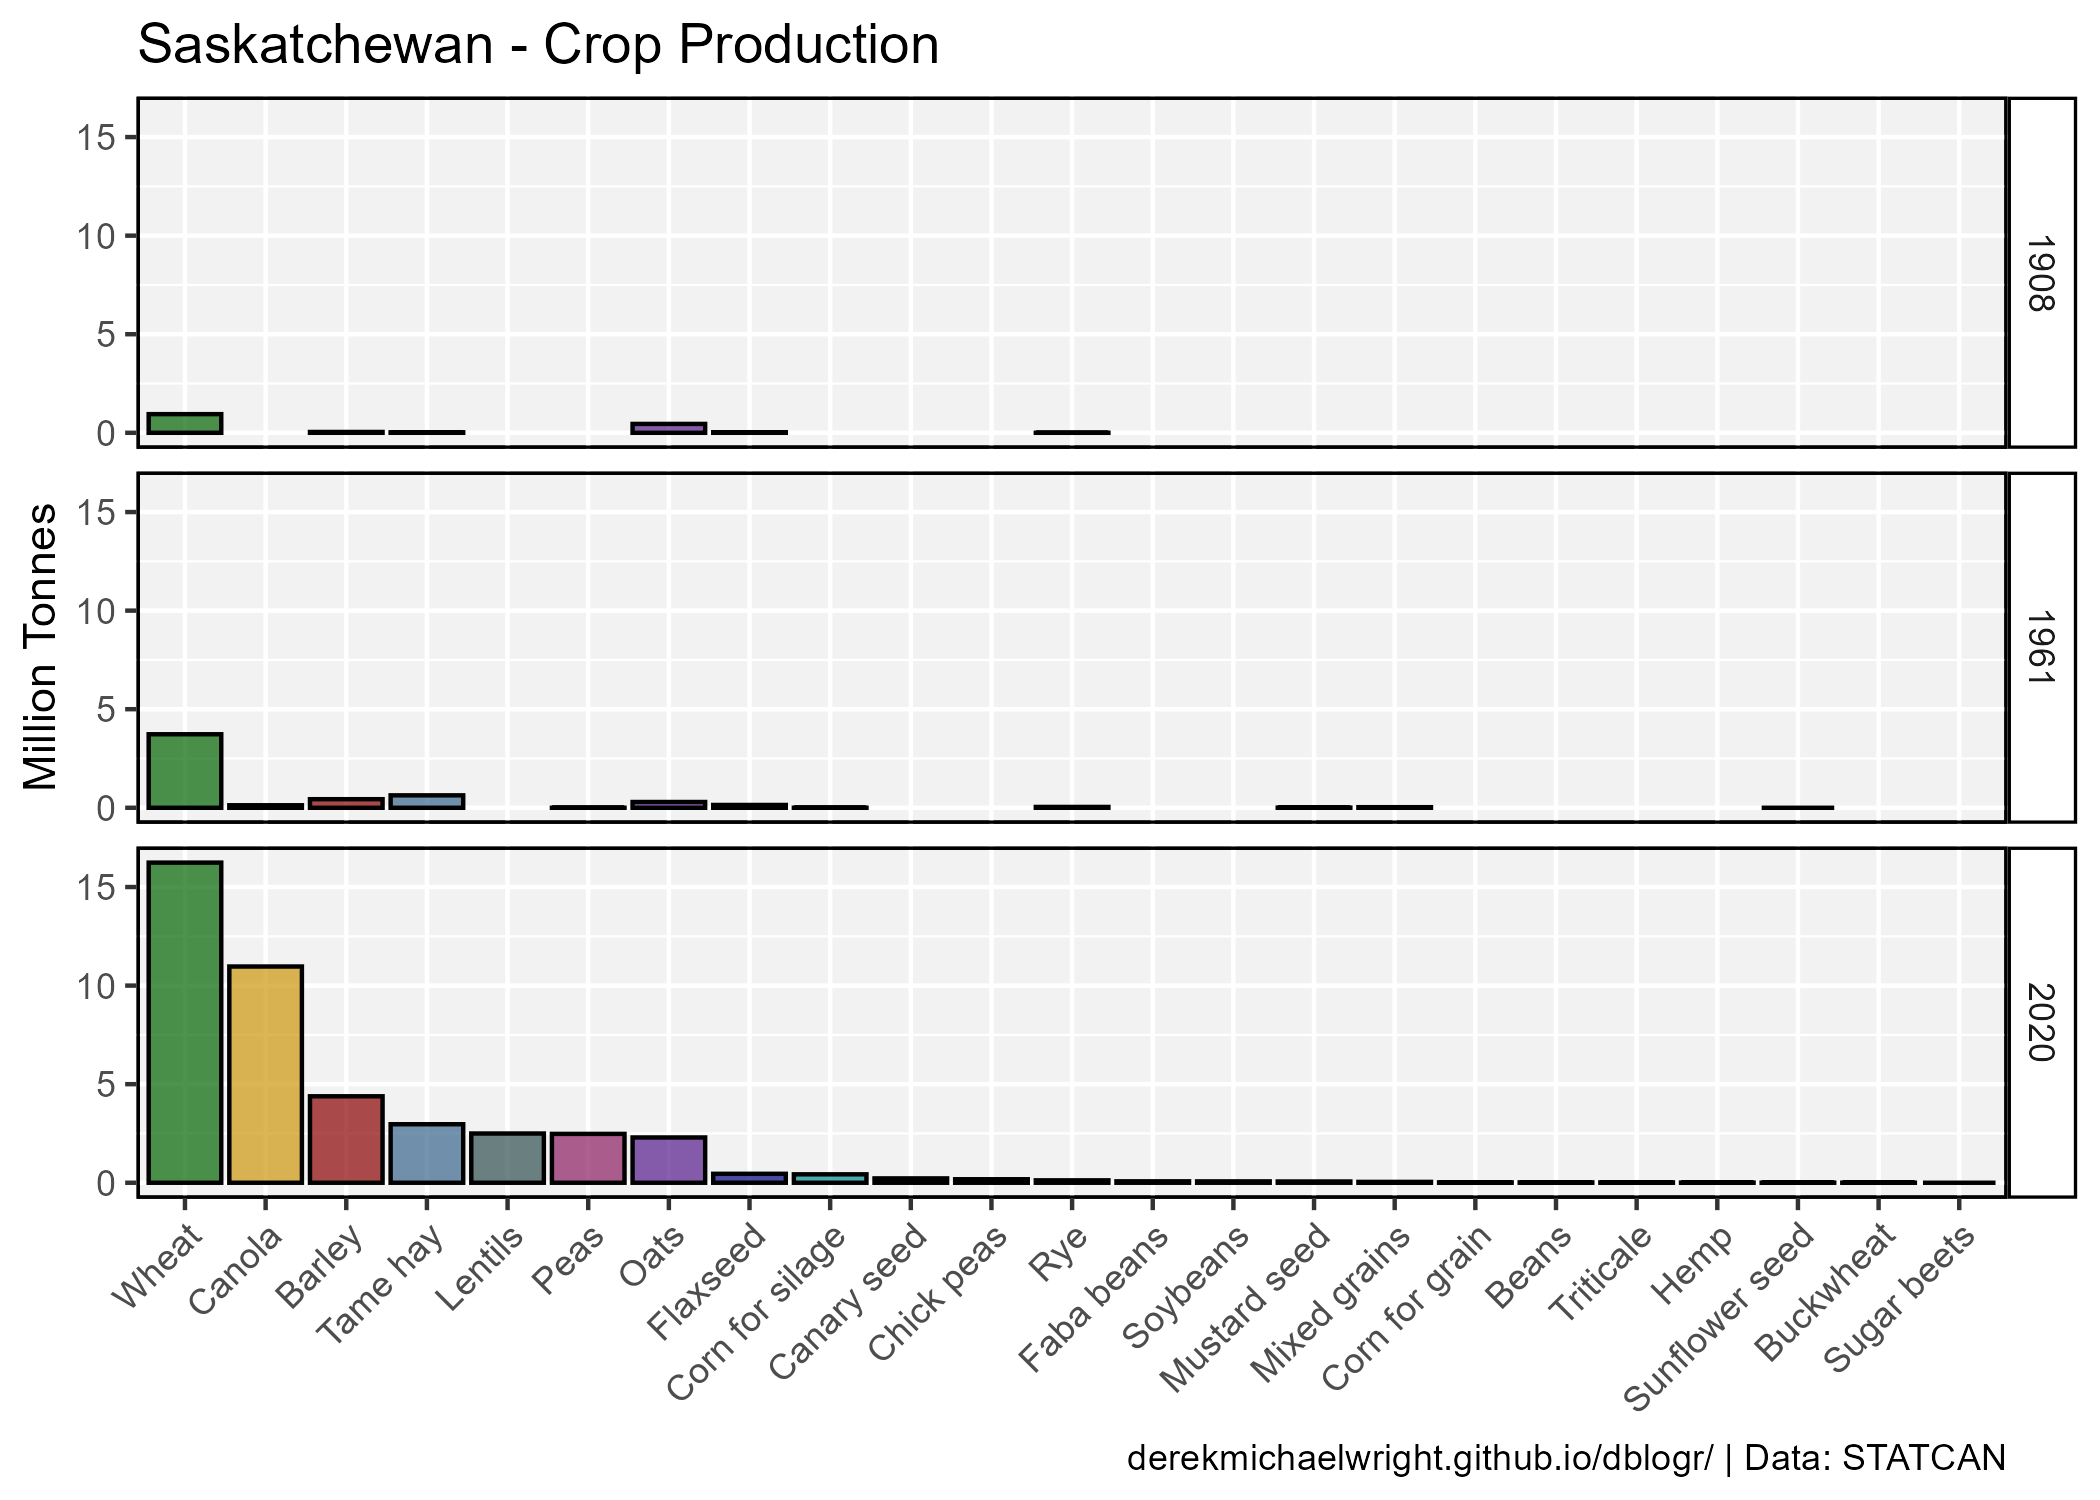 Saskatchewan - Crop Production
Million Tonnes
15
10
5
0
1908
15
10
5
0
1961
15
10
5
0
2020
Wheat
Canola
Barley
Tame hay
Lentils
Peas
Oats
Flaxseed
Corn for silage
Canary seed
Chick peas
Rye
Faba beans
Soybeans
Mustard seed
Mixed grains
Corn for grain
Beans
Triticale
Hemp
Sunflower seed
Buckwheat
Sugar beets
derekmichaelwright.github.io/dblogr/ | Data: STATCAN